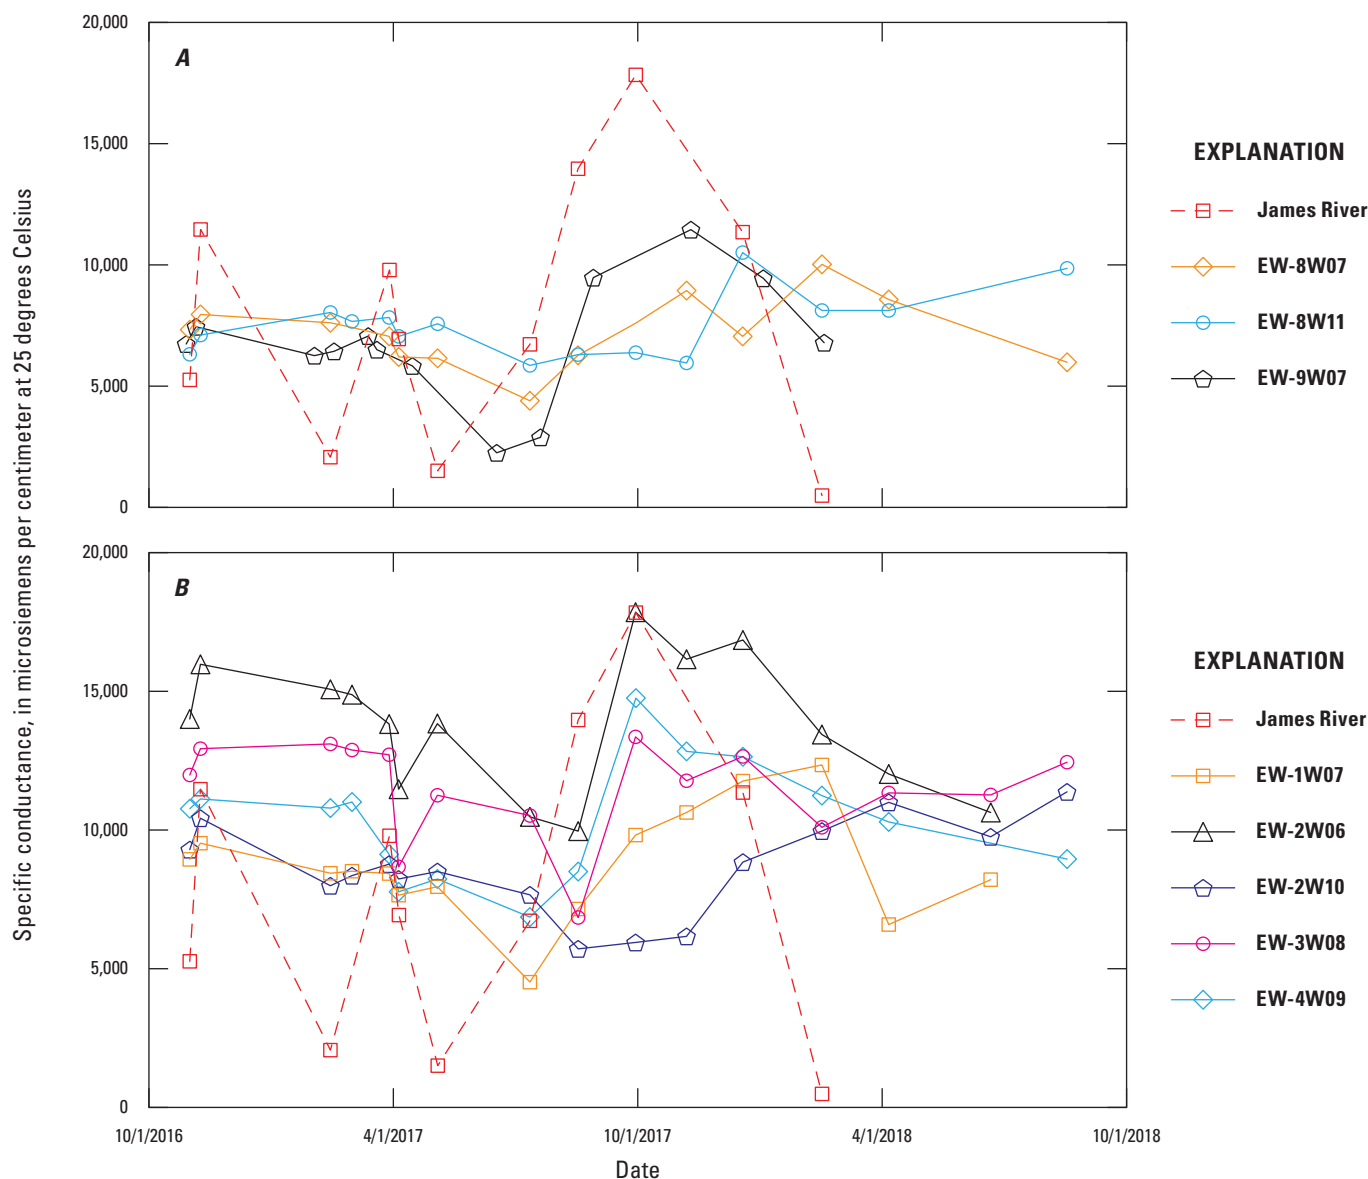 Specific conductance, in microsiemens per centimeter at 25 degrees Celsius
20,000
15,000
10,000
5,000
0
A
EXPLANATION
James River
EW-8W07
EW-8W11
EW-9W07
20,000
15,000
10,000
5,000
0
B
EXPLANATION
James River
EW-1W07
EW-2W06
EW-2W10
EW-3W08
EW-4W09
10/1/2016 4/1/2017 10/1/2017 4/1/2018 10/1/2018
Date